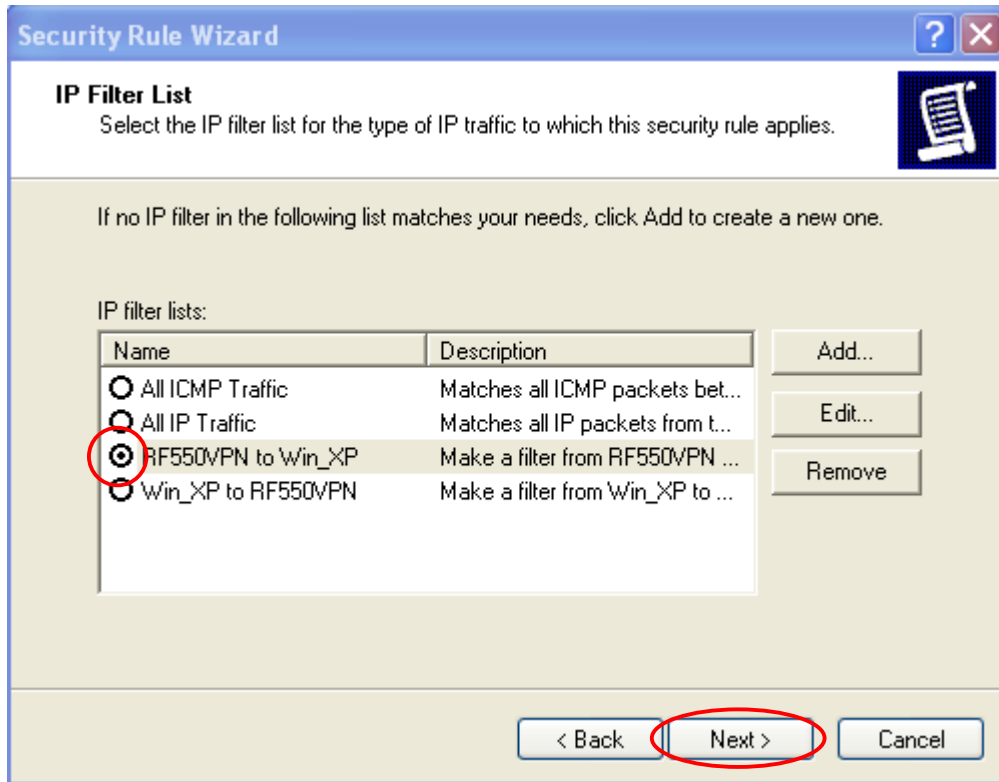 Security Rule Wizard
IP Filter List
Select the IP filter list for the type of IP traffic to which this security rule applies.
If no IP filter in the following list matches your needs, click Add to create a new one.
IP filter lists:
Name Description
All ICMP Traffic Matches all ICMP packets bet...
All IP Traffic Matches all IP packets from t...
RF550VPN to Win_XP Make a filter from RF550VPN ...
Win_XP to RF550VPN Make a filter from Win_XP to ...
Add...
Edit...
Remove
< Back Next > Cancel